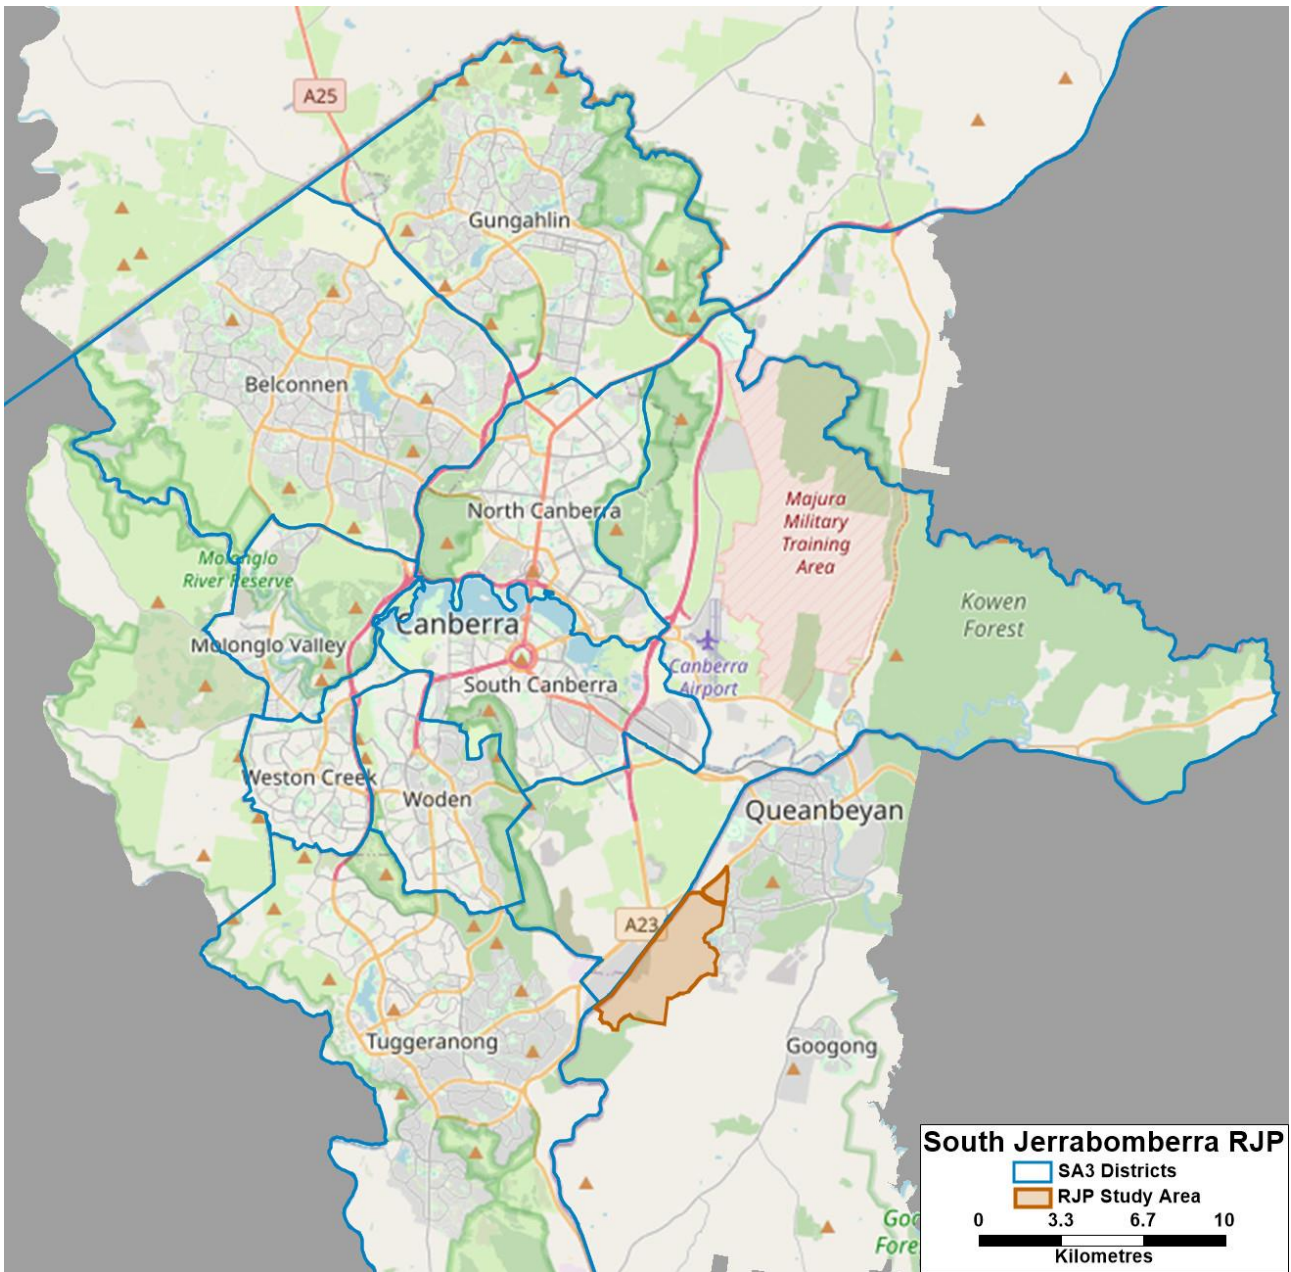 A25
Gungahlin
Belconnen
Majura
Military
Training
Area
North Canberra
Molonglo
River Reserve
Kowen
Forest
Canberra
Molonglo Valley
Canberra
Airport
South Canberra
Weston Creek
Woden
Queanbeyan
A23
Tuggeranong
Googong
South Jerrabomberra RJP
SA3 Districts
RJP Study Area
0 3.3 6.7 10
Kilometres
Goo
Fore